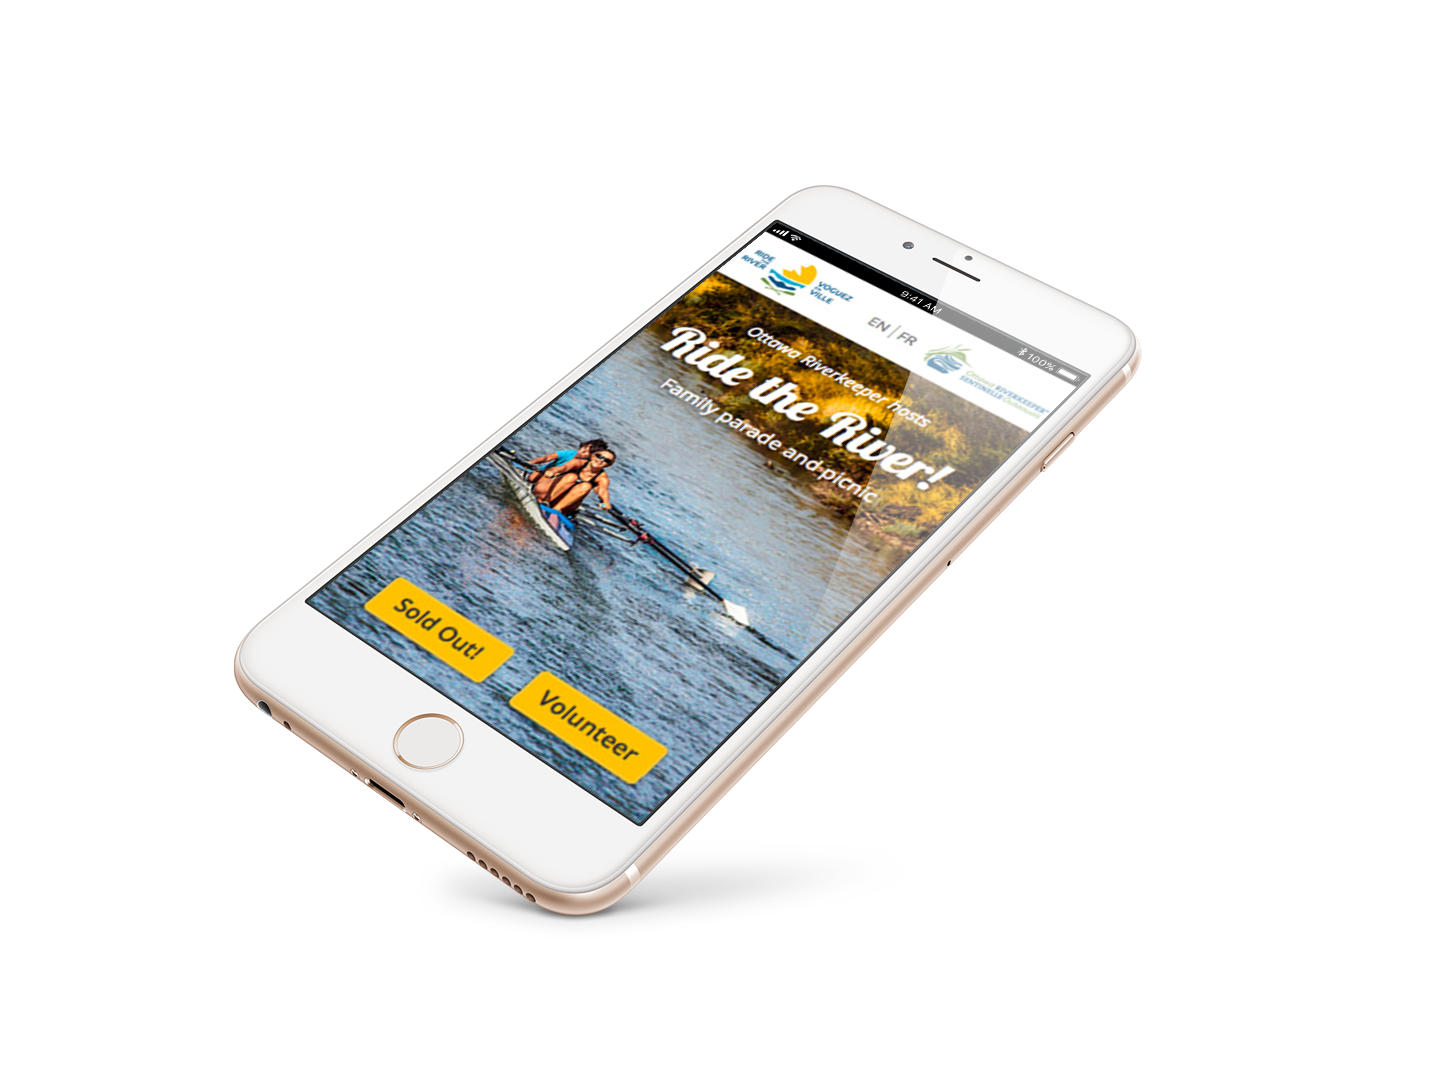 9:41 AM
100%
RIDE
THE
RIVER
VOGUEZ
EN
VILLE
EN | FR
Ottawa RIVERKEEPER
SENTINELLE Outaouais
Ottawa Riverkeeper hosts
Ride the River!
Family parade and picnic
Sold Out!
Volunteer